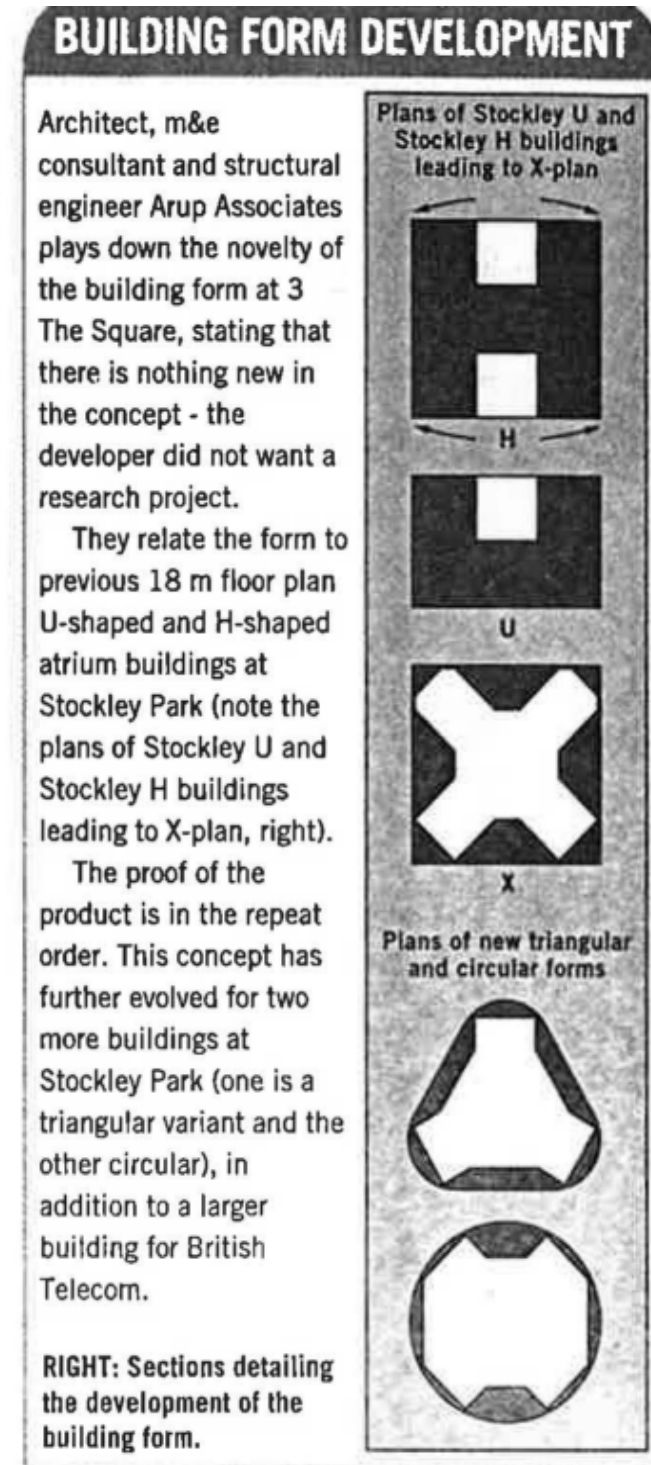 BUILDING FORM DEVELOPMENT
Architect, m&e
consultant and structural
engineer Arup Associates
plays down the novelty of
the building form at 3
The Square, stating that
there is nothing new in
the concept - the
developer did not want a
research project.
They relate the form to
previous 18 m floor plan
U-shaped and H-shaped
atrium buildings at
Stockley Park (note the
plans of Stockley U and
Stockley H buildings
leading to X-plan, right).
The proof of the
product is in the repeat
order. This concept has
further evolved for two
more buildings at
Stockley Park (one is a
triangular variant and the
other circular), in
addition to a larger
building for British
Telecom.
RIGHT: Sections detailing
the development of the
building form.
Plans of Stockley U and
Stockley H buildings
leading to X-plan
H
U
X
Plans of new triangular
and circular forms